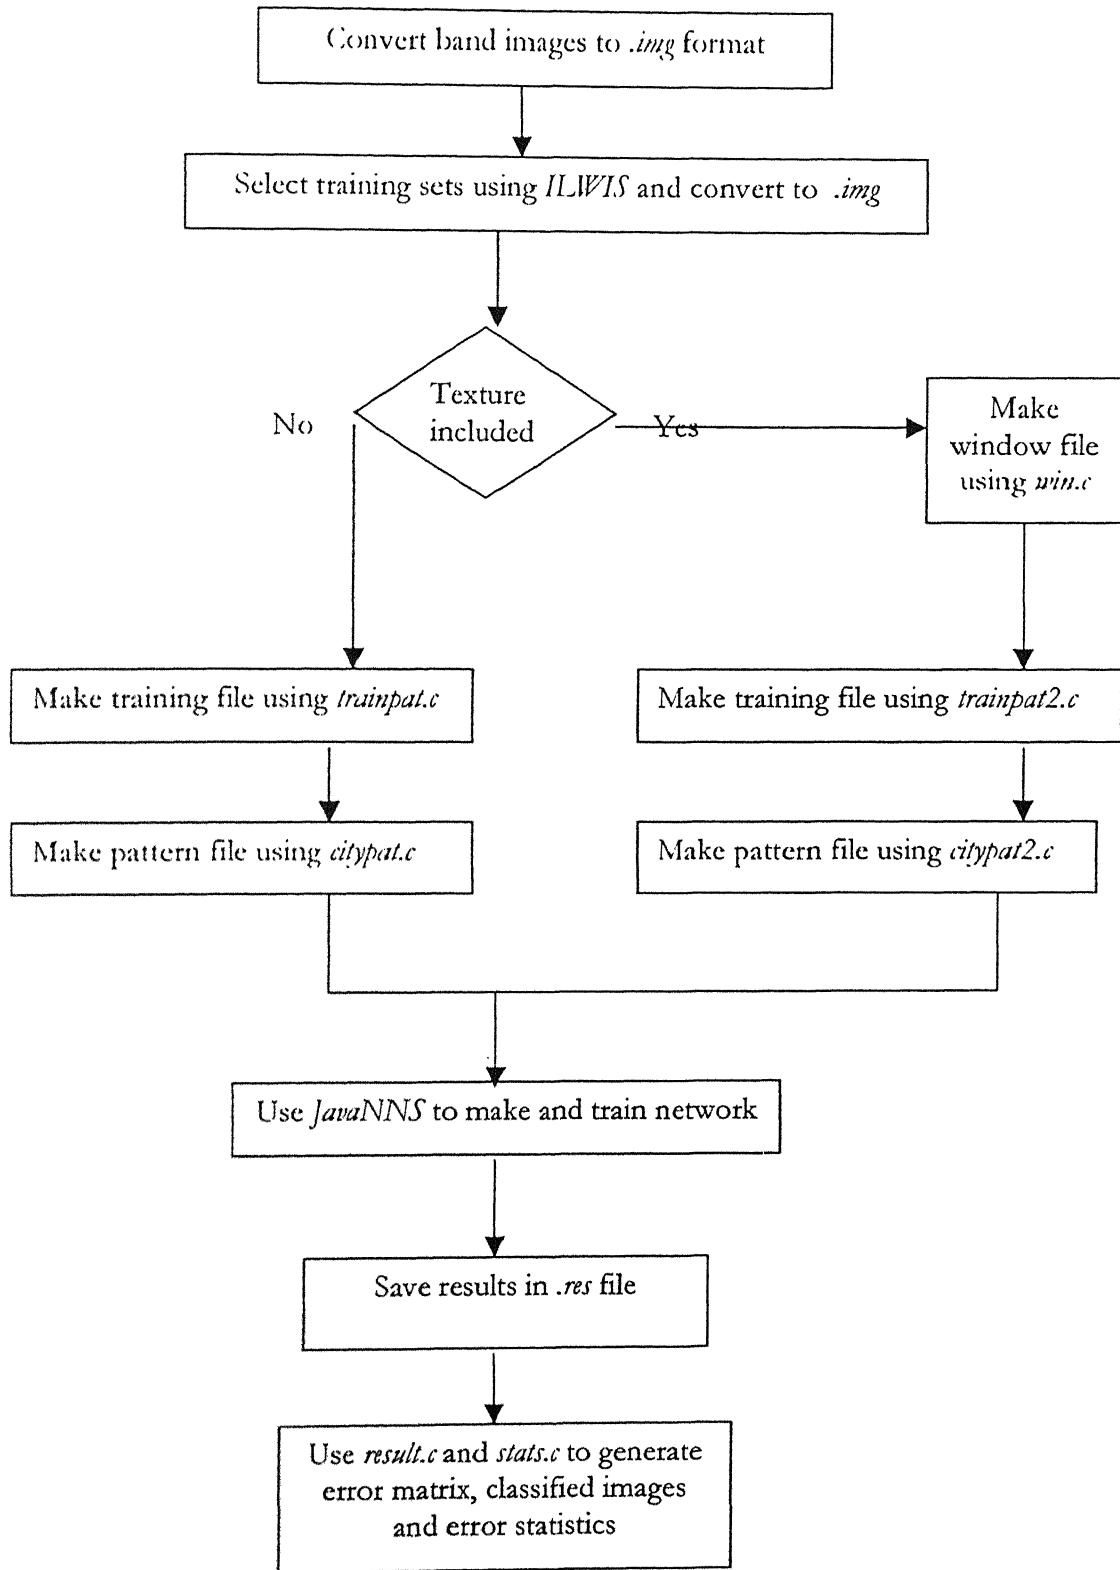 Convert band images to .img format
Select training sets using ILWIS and convert to .img
Texture
included
No
Yes
Make
window file
using win.c
Make training file using trainpat.c
Make training file using trainpat2.c
Make pattern file using citypat.c
Make pattern file using citypat2.c
Use JavaNNS to make and train network
Save results in .res file
Use result.c and stats.c to generate
error matrix, classified images
and error statistics